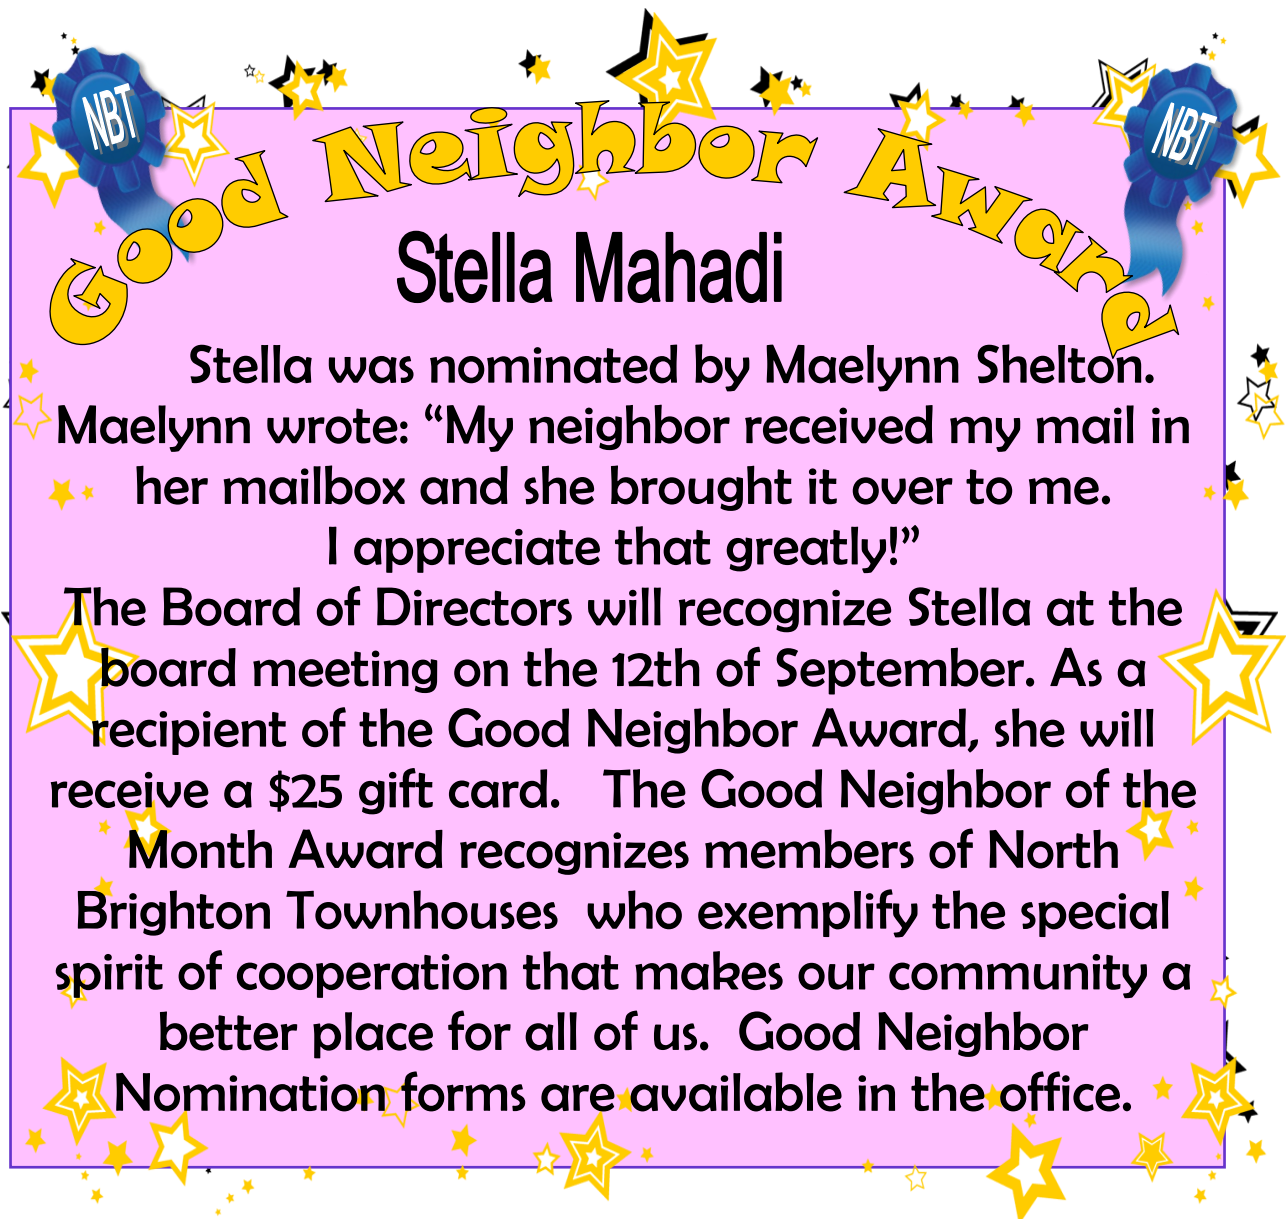 NBT
NBT
Good Neighbor Award
Stella Mahadi
Stella was nominated by Maelynn Shelton.
Maelynn wrote: “My neighbor received my mail in
her mailbox and she brought it over to me.
I appreciate that greatly!”
The Board of Directors will recognize Stella at the
board meeting on the 12th of September. As a
recipient of the Good Neighbor Award, she will
receive a $25 gift card.   The Good Neighbor of the
Month Award recognizes members of North
Brighton Townhouses  who exemplify the special
spirit of cooperation that makes our community a
better place for all of us.  Good Neighbor
Nomination forms are available in the office.